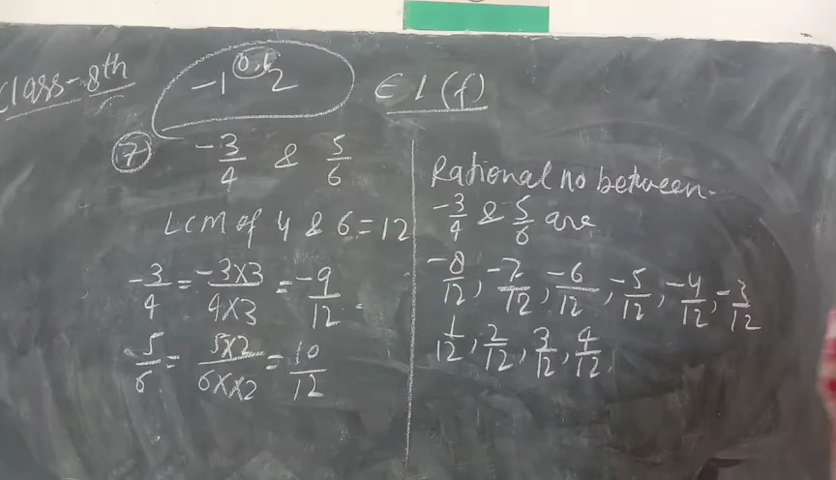 Class-8th
-1 0,1 2
E 1 (f)
7 -3/4 & 5/6
LCM of 4 & 6 = 12
-3/4 = -3×3/4×3 = -9/12
5/6 = 5×2/6××2 = 10/12
Rational no between
-3/4 & 5/6 are
-8/12, -7/12, -6/12, -5/12, -4/12, -3/12
1/12, 2/12, 3/12, 4/12,